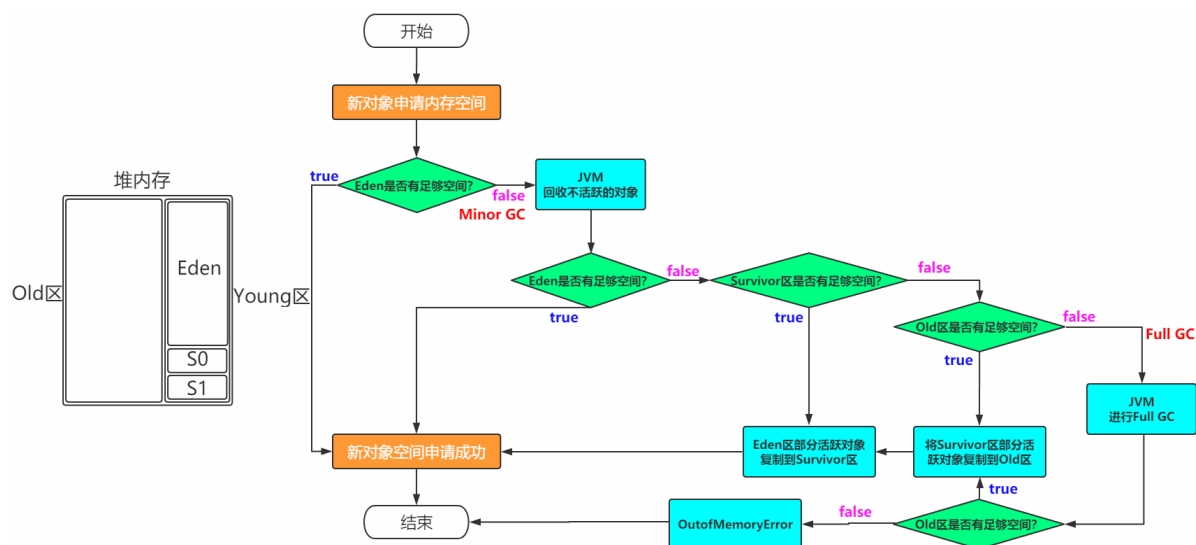 开始
新对象申请内存空间
true
Eden是否有足够空间?
false
Minor GC
JVM
回收不活跃的对象
堆内存
Old区
Eden
S0
S1
Young区
Eden是否有足够空间?
false
true
Survivor区是否有足够空间?
false
true
Old区是否有足够空间?
false
Full GC
true
JVM
进行Full GC
新对象空间申请成功
Eden区部分活跃对象
复制到Survivor区
将Survivor区部分活
跃对象复制到Old区
true
结束
OutofMemoryError
false
Old区是否有足够空间?